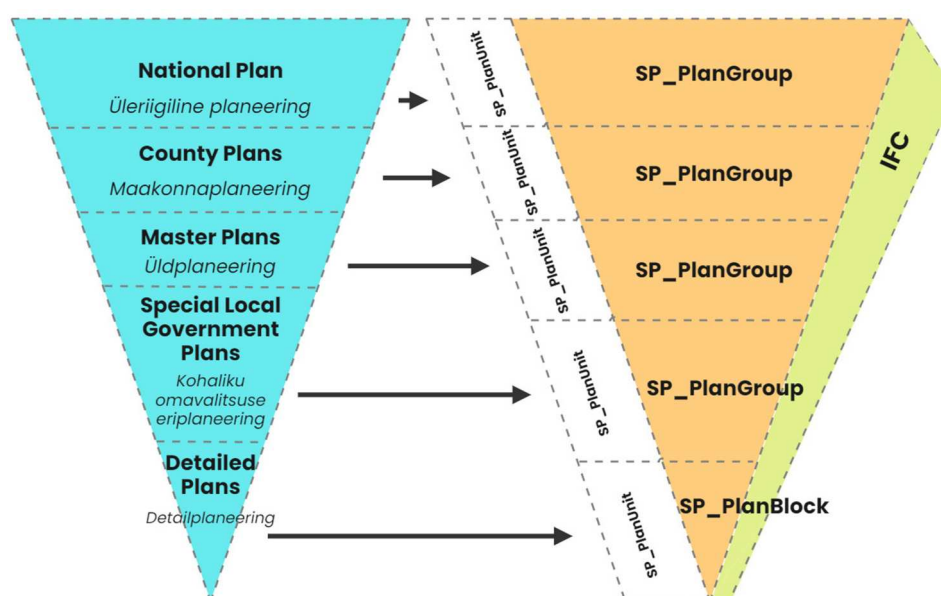 National Plan
Üleriigiline planeering
SP_PlanUnit
SP_PlanGroup
IFC
County Plans
Maakonnaplaneering
SP_PlanUnit
SP_PlanGroup
Master Plans
Üldplaneering
SP_PlanUnit
SP_PlanGroup
Special Local
Government
Plans
Kohaliku
omavalitsuse
eriplaneering
SP_PlanUnit
SP_PlanGroup
Detailed
Plans
Detailplaneering
SP_PlanUnit
SP_PlanBlock